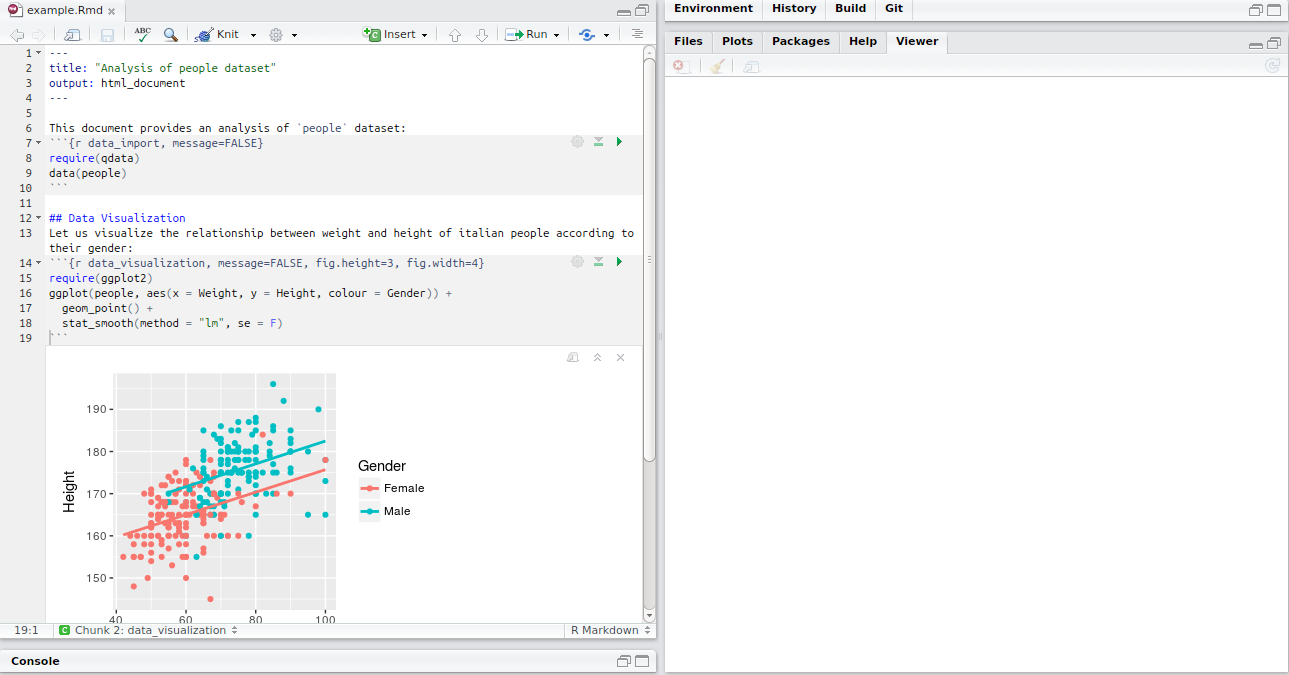 example.Rmd
ABC
Knit
Insert
Run
1 ---
2 title: "Analysis of people dataset"
3 output: html_document
4 ---
5
6 This document provides an analysis of `people` dataset:
7 ```{r data_import, message=FALSE}
8 require(qdata)
9 data(people)
10 ```
11
12 ## Data Visualization
13 Let us visualize the relationship between weight and height of italian people according to
their gender:
14 ```{r data_visualization, message=FALSE, fig.height=3, fig.width=4}
15 require(ggplot2)
16 ggplot(people, aes(x = Weight, y = Height, colour = Gender)) +
17 geom_point() +
18 stat_smooth(method = "lm", se = F)
19 ```
Height
190
180
170
160
150
40 60 80 100
Gender
Female
Male
19:1 C Chunk 2: data_visualization R Markdown
Console
Environment History Build Git
Files Plots Packages Help Viewer